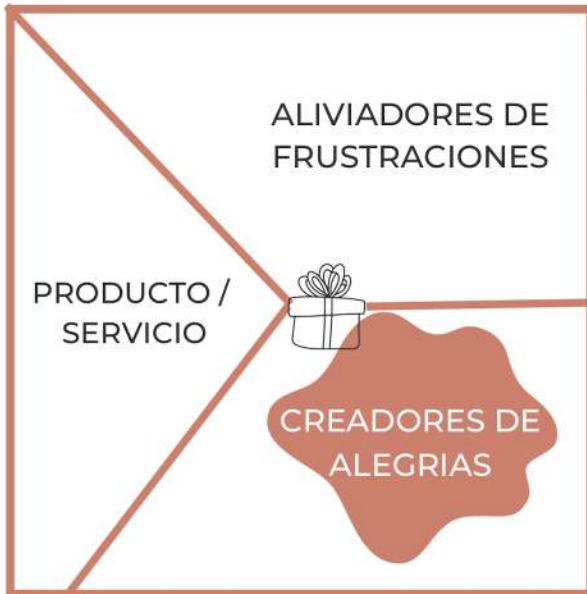 ALIVIADORES DE
FRUSTRACIONES
PRODUCTO /
SERVICIO
CREADORES DE
ALEGRIAS